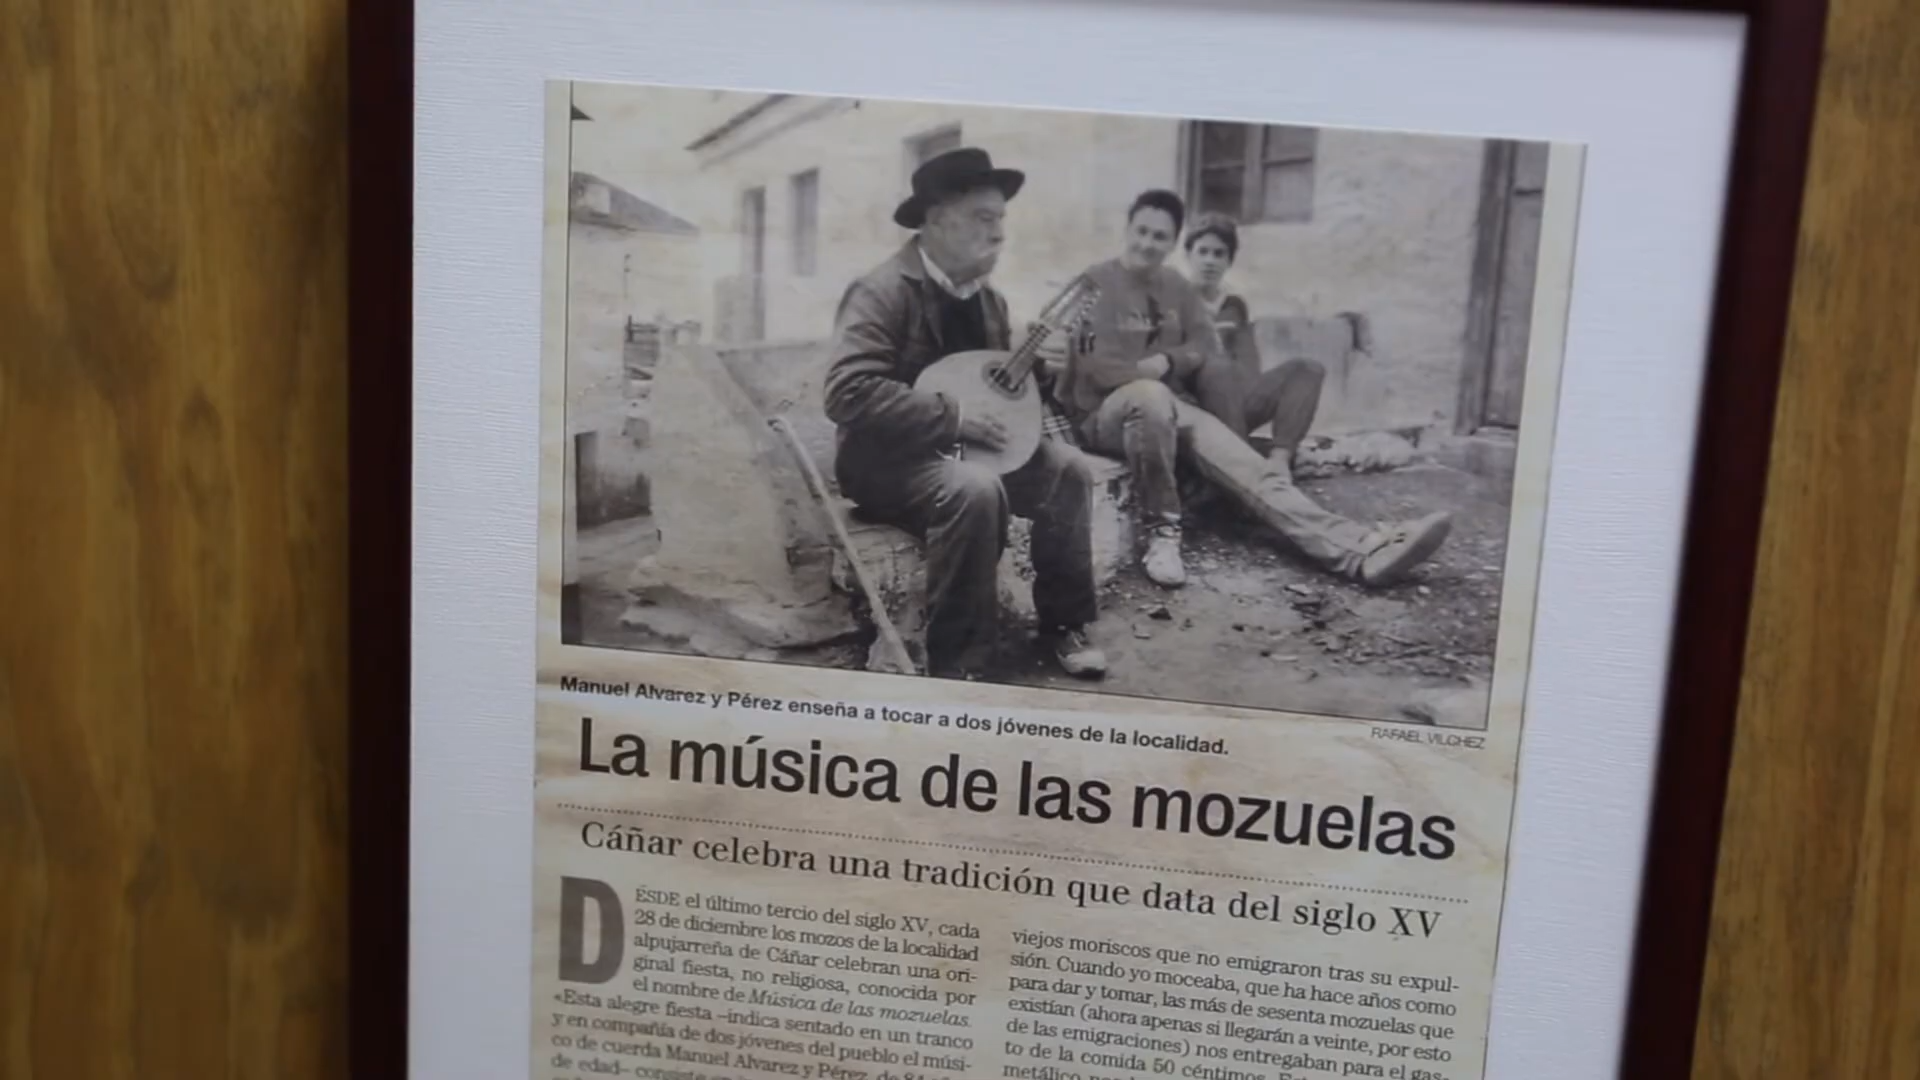 Manuel Alvarez y Pérez enseña a tocar a dos jóvenes de la localidad.
RAFAEL VILCHEZ
La música de las mozuelas
Cáñar celebra una tradición que data del siglo XV
DESDE el último tercio del siglo XV, cada
28 de diciembre los mozos de la localidad
alpujarreña de Cáñar celebran una ori-
ginal fiesta, no religiosa, conocida por
el nombre de Música de las mozuelas.
«Esta alegre fiesta –indica sentado en un tranco
y en compañía de dos jóvenes del pueblo el músi-
co de cuerda Manuel Alvarez y Pérez, de 84
de edad– consiste
viejos moriscos que no emigraron tras su expul-
sión. Cuando yo moceaba, que ha hace años como
para dar y tomar, las más de sesenta mozuelas que
existían (ahora apenas si llegarán a veinte, por esto
de las emigraciones) nos entregaban para el gas-
to de la comida 50 céntimos.
metálico